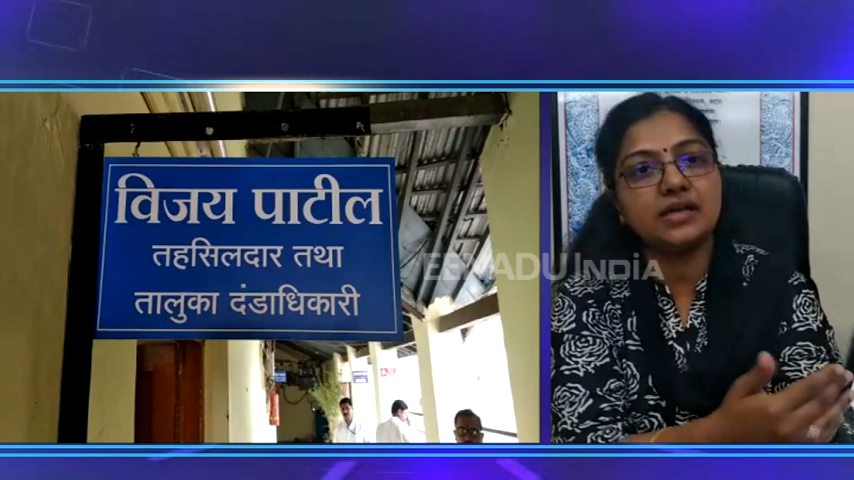 विजय पाटील
तहसिलदार तथा
तालुका दंडाधिकारी
EENADU INDIA